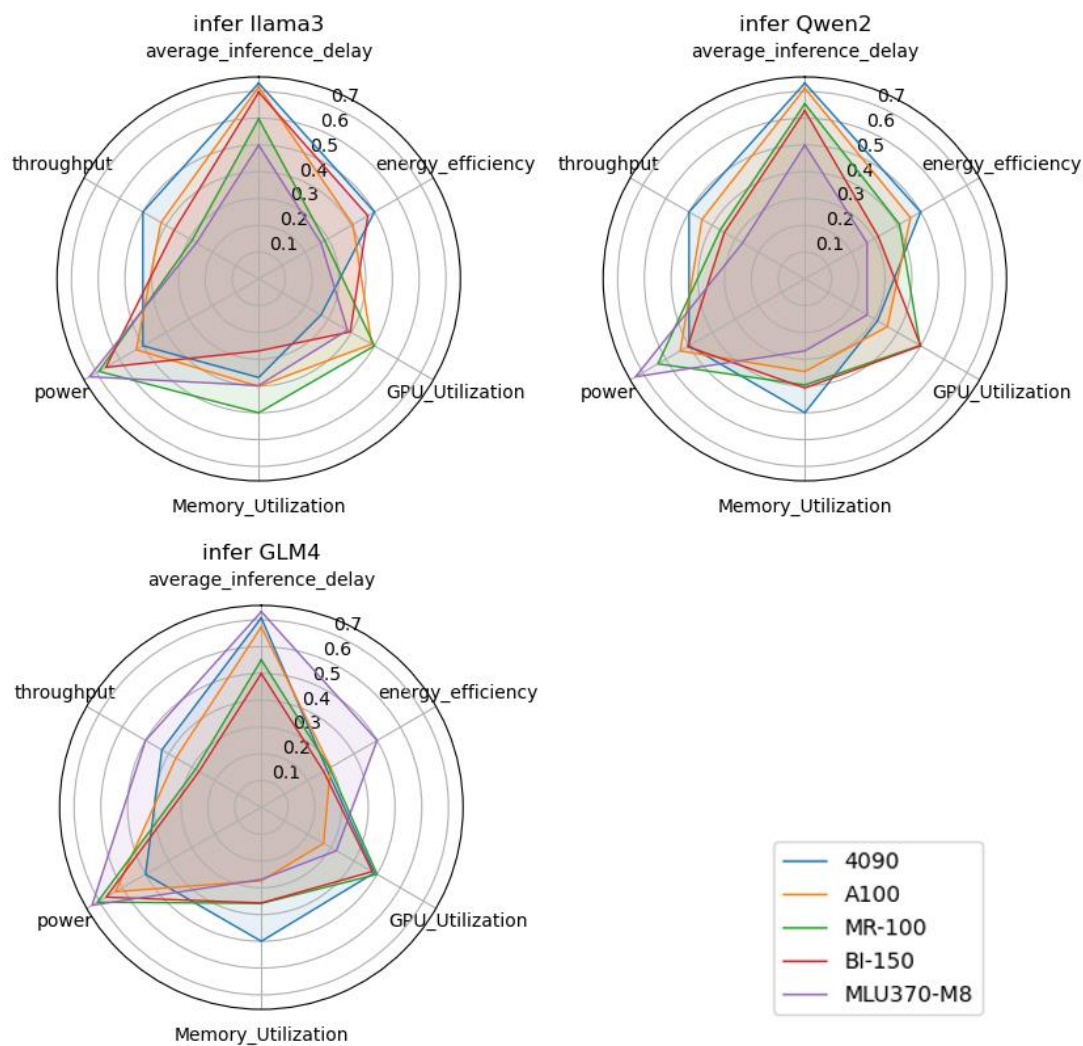 infer Ilama3
average_inference_delay
0.7
0.6
0.5
0.4
0.3
0.2
0.1
throughput
energy_efficiency
power
GPU_Utilization
Memory_Utilization
infer Qwen2
average_inference_delay
0.7
0.6
0.5
0.4
0.3
0.2
0.1
throughput
energy_efficiency
power
GPU_Utilization
Memory_Utilization
infer GLM4
average_inference_delay
0.7
0.6
0.5
0.4
0.3
0.2
0.1
throughput
energy_efficiency
power
GPU_Utilization
Memory_Utilization
4090
A100
MR-100
BI-150
MLU370-M8